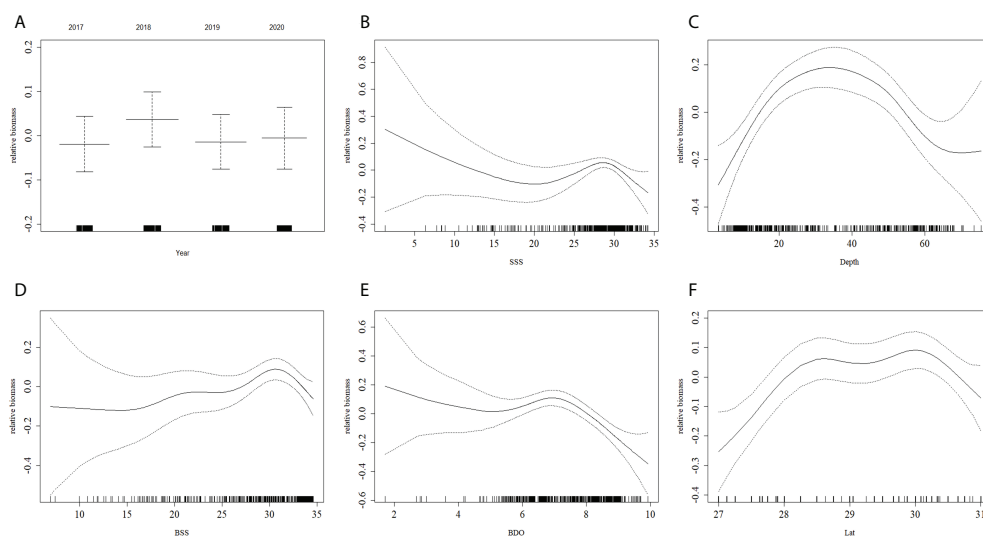 A
2017 2018 2019 2020
0.2
0.1
0.0
-0.1
-0.2
relative biomass
Year
B
0.8
0.6
0.4
0.2
0.0
-0.2
-0.4
relative biomass
5 10 15 20 25 30 35
SSS
C
0.2
0.0
-0.2
-0.4
relative biomass
20 40 60
Depth
D
0.2
0.0
-0.2
-0.4
relative biomass
10 15 20 25 30 35
BSS
E
0.6
0.4
0.2
0.0
-0.2
-0.4
-0.6
relative biomass
2 4 6 8 10
BDO
F
0.2
0.1
0.0
-0.1
-0.2
-0.3
-0.4
relative biomass
27 28 29 30 31
Lat